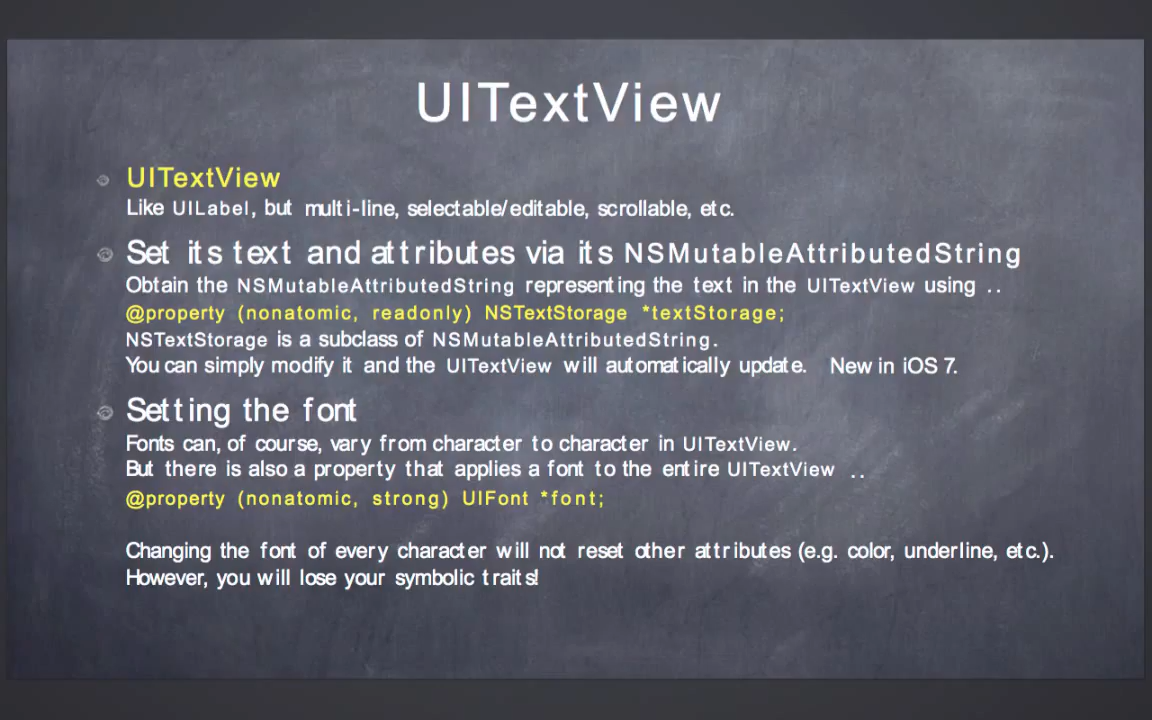 UITextView
UITextView
Like UILabel, but multi-line, selectable/editable, scrollable, etc.
Set its text and attributes via its NSMutableAttributedString
Obtain the NSMutableAttributedString representing the text in the UITextView using ..
@property (nonatomic, readonly) NSTextStorage *textStorage;
NSTextStorage is a subclass of NSMutableAttributedString.
You can simply modify it and the UITextView will automatically update. New in iOS 7.
Setting the font
Fonts can, of course, vary from character to character in UITextView.
But there is also a property that applies a font to the entire UITextView ..
@property (nonatomic, strong) UIFont *font;
Changing the font of every character will not reset other attributes (e.g. color, underline, etc.).
However, you will lose your symbolic traits!